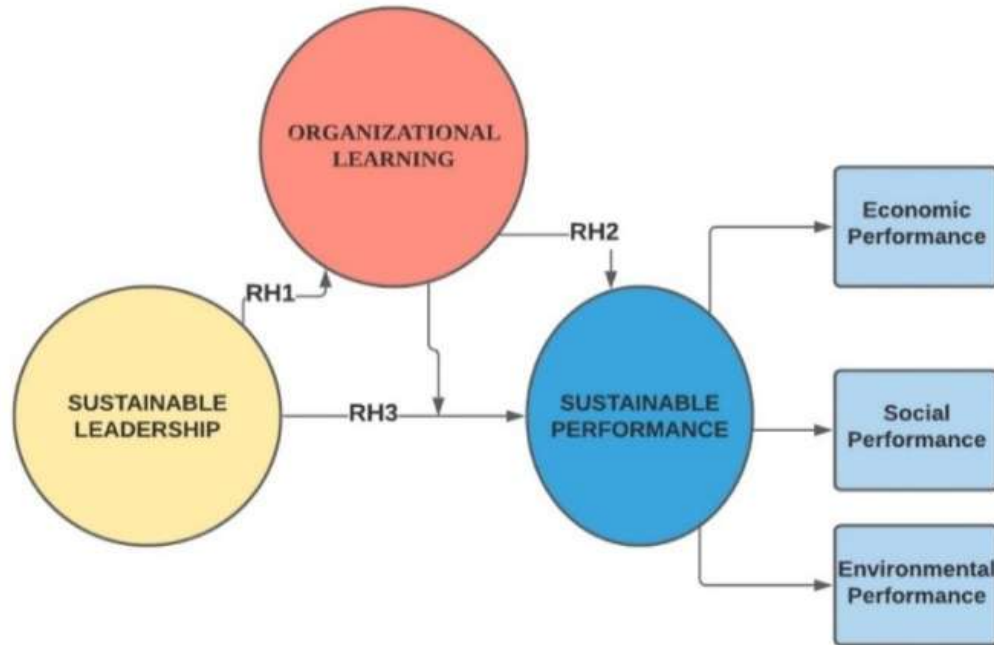 ORGANIZATIONAL
LEARNING
RH2
RH1
SUSTAINABLE
LEADERSHIP
RH3
SUSTAINABLE
PERFORMANCE
Economic
Performance
Social
Performance
Environmental
Performance